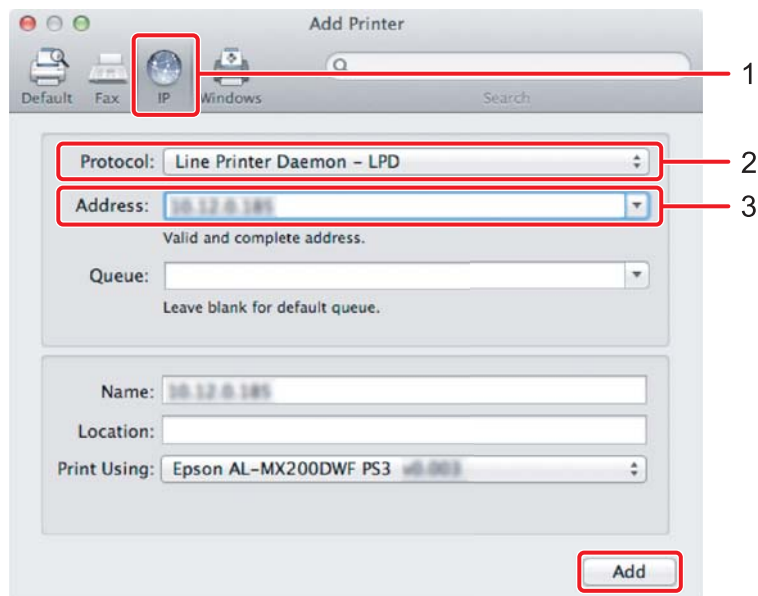 Add Printer
1
Default Fax IP Windows Search
Protocol: Line Printer Daemon – LPD
2
Address:
3
Valid and complete address.
Queue:
Leave blank for default queue.
Name:
Location:
Print Using: Epson AL-MX200DWF PS3
Add